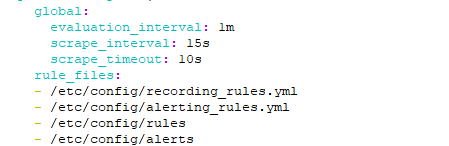 global:
  evaluation_interval: 1m
  scrape_interval: 15s
  scrape_timeout: 10s
rule_files:
- /etc/config/recording_rules.yml
- /etc/config/alerting_rules.yml
- /etc/config/rules
- /etc/config/alerts